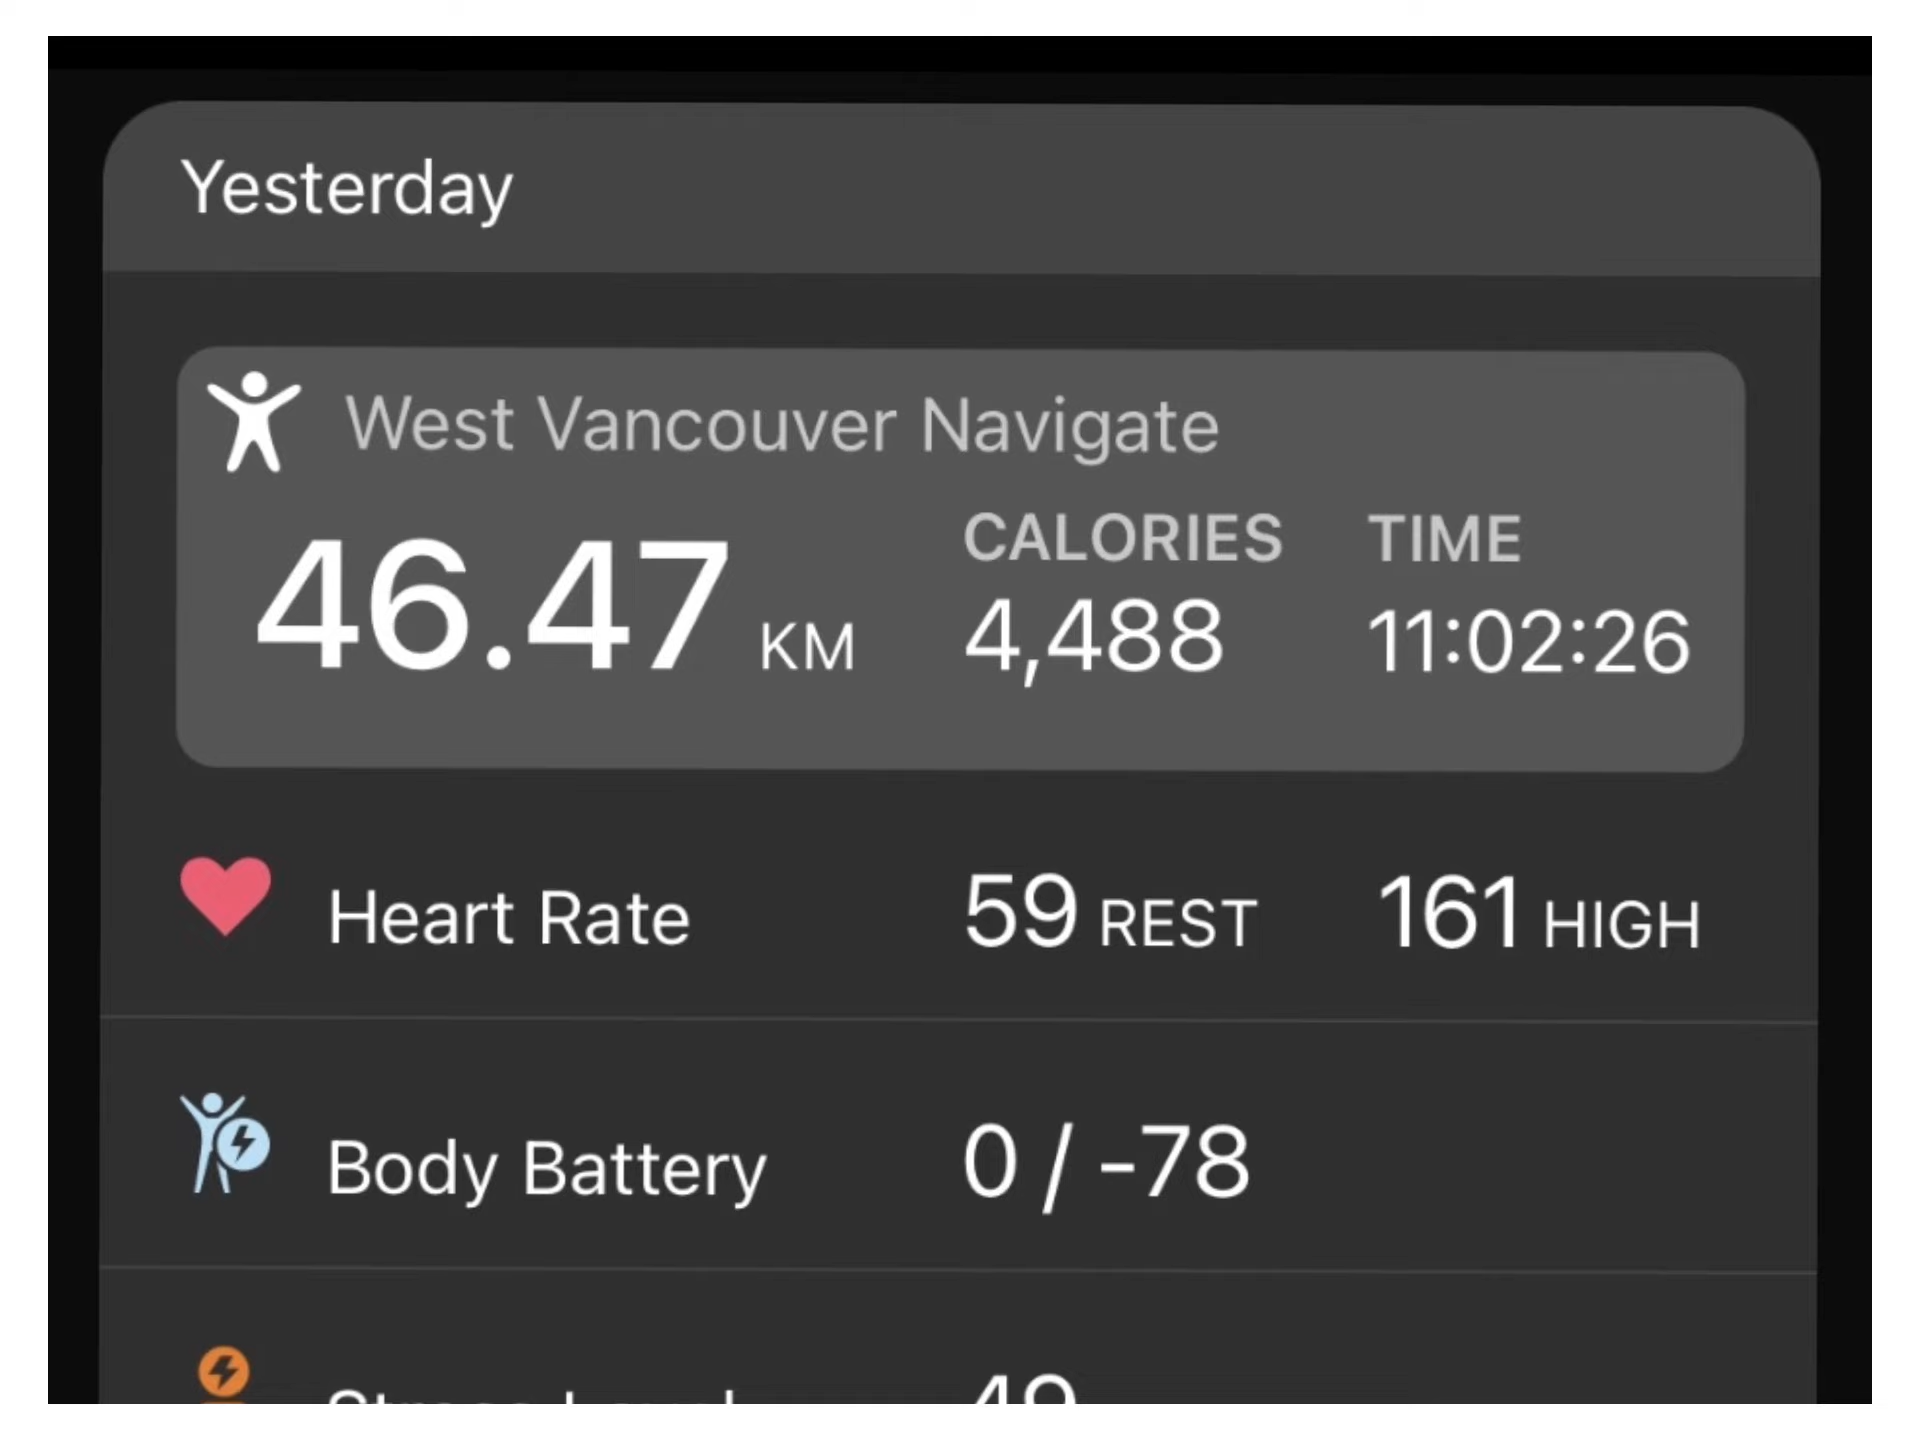 Yesterday
West Vancouver Navigate
CALORIES TIME
46.47 KM 4,488 11:02:26
Heart Rate 59 REST 161 HIGH
Body Battery 0 / -78